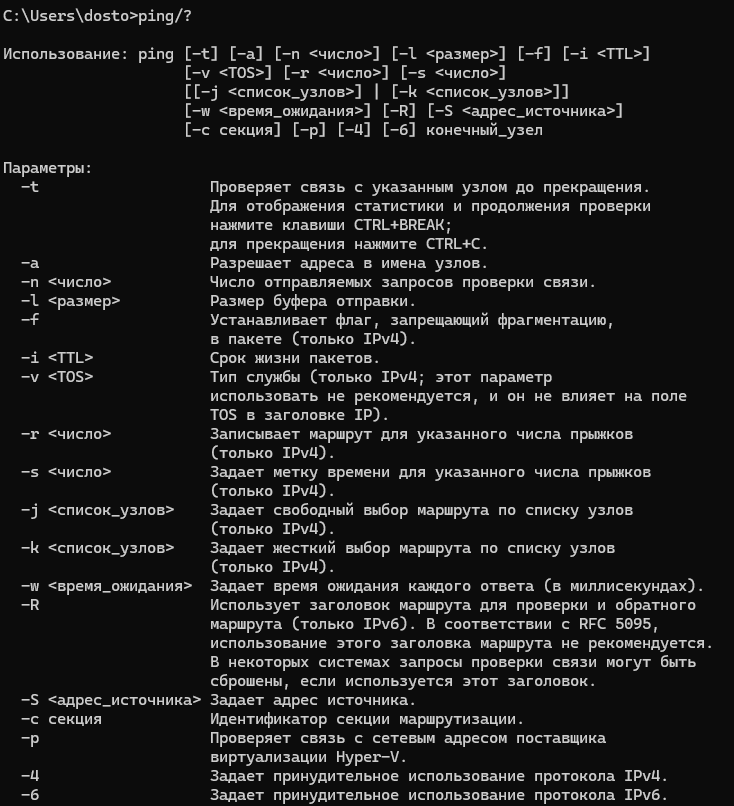 C:\Users\dosto>ping/?
Использование: ping [-t] [-a] [-n <число>] [-l <размер>] [-f] [-i <TTL>]
[-v <TOS>] [-r <число>] [-s <число>]
[[-j <список_узлов>] | [-k <список_узлов>]]
[-w <время_ожидания>] [-R] [-S <адрес_источника>]
[-c секция] [-p] [-4] [-6] конечный_узел
Параметры:
-t Проверяет связь с указанным узлом до прекращения.
Для отображения статистики и продолжения проверки
нажмите клавиши CTRL+BREAK;
для прекращения нажмите CTRL+C.
-a Разрешает адреса в имена узлов.
-n <число> Число отправляемых запросов проверки связи.
-l <размер> Размер буфера отправки.
-f Устанавливает флаг, запрещающий фрагментацию,
в пакете (только IPv4).
-i <TTL> Срок жизни пакетов.
-v <TOS> Тип службы (только IPv4; этот параметр
использовать не рекомендуется, и он не влияет на поле
TOS в заголовке IP).
-r <число> Записывает маршрут для указанного числа прыжков
(только IPv4).
-s <число> Задает метку времени для указанного числа прыжков
(только IPv4).
-j <список_узлов> Задает свободный выбор маршрута по списку узлов
(только IPv4).
-k <список_узлов> Задает жесткий выбор маршрута по списку узлов
(только IPv4).
-w <время_ожидания> Задает время ожидания каждого ответа (в миллисекундах).
-R Использует заголовок маршрута для проверки и обратного
маршрута (только IPv6). В соответствии с RFC 5095,
использование этого заголовка маршрута не рекомендуется.
В некоторых системах запросы проверки связи могут быть
сброшены, если используется этот заголовок.
-S <адрес_источника> Задает адрес источника.
-c секция Идентификатор секции маршрутизации.
-p Проверяет связь с сетевым адресом поставщика
виртуализации Hyper-V.
-4 Задает принудительное использование протокола IPv4.
-6 Задает принудительное использование протокола IPv6.